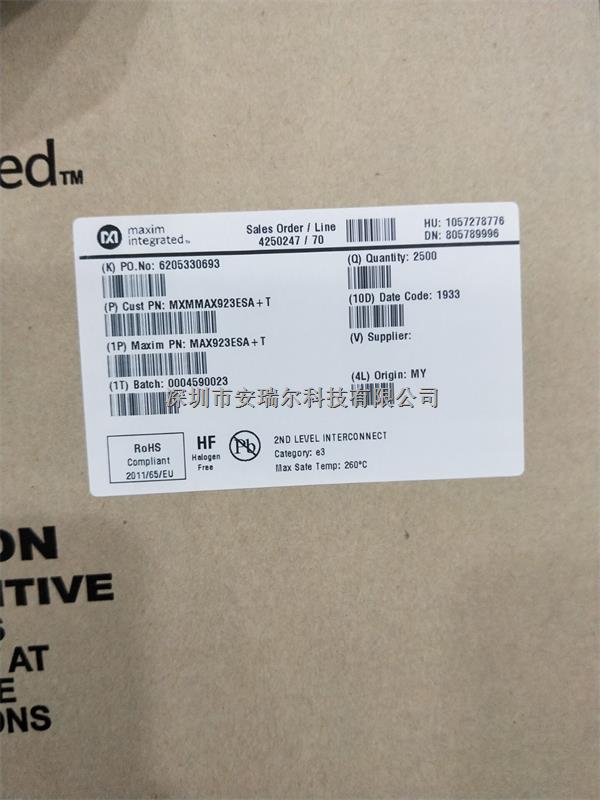 ed™
maxim integrated™
Sales Order / Line
4250247 / 70
HU: 1057278776
DN: 805789996
(K) PO.No: 6205330693
(Q) Quantity: 2500
(P) Cust PN: MXMMAX923ESA+T
(10D) Date Code: 1933
(1P) Maxim PN: MAX923ESA+T
(V) Supplier:
(1T) Batch: 0004590023
(4L) Origin: MY
深圳市安瑞尔科技有限公司
RoHS
Compliant
2011/65/EU
HF
Halogen
Free
Pb
2ND LEVEL INTERCONNECT
Category: e3
Max Safe Temp: 260°C
ON
ITIVE
S
AT
E
ONS